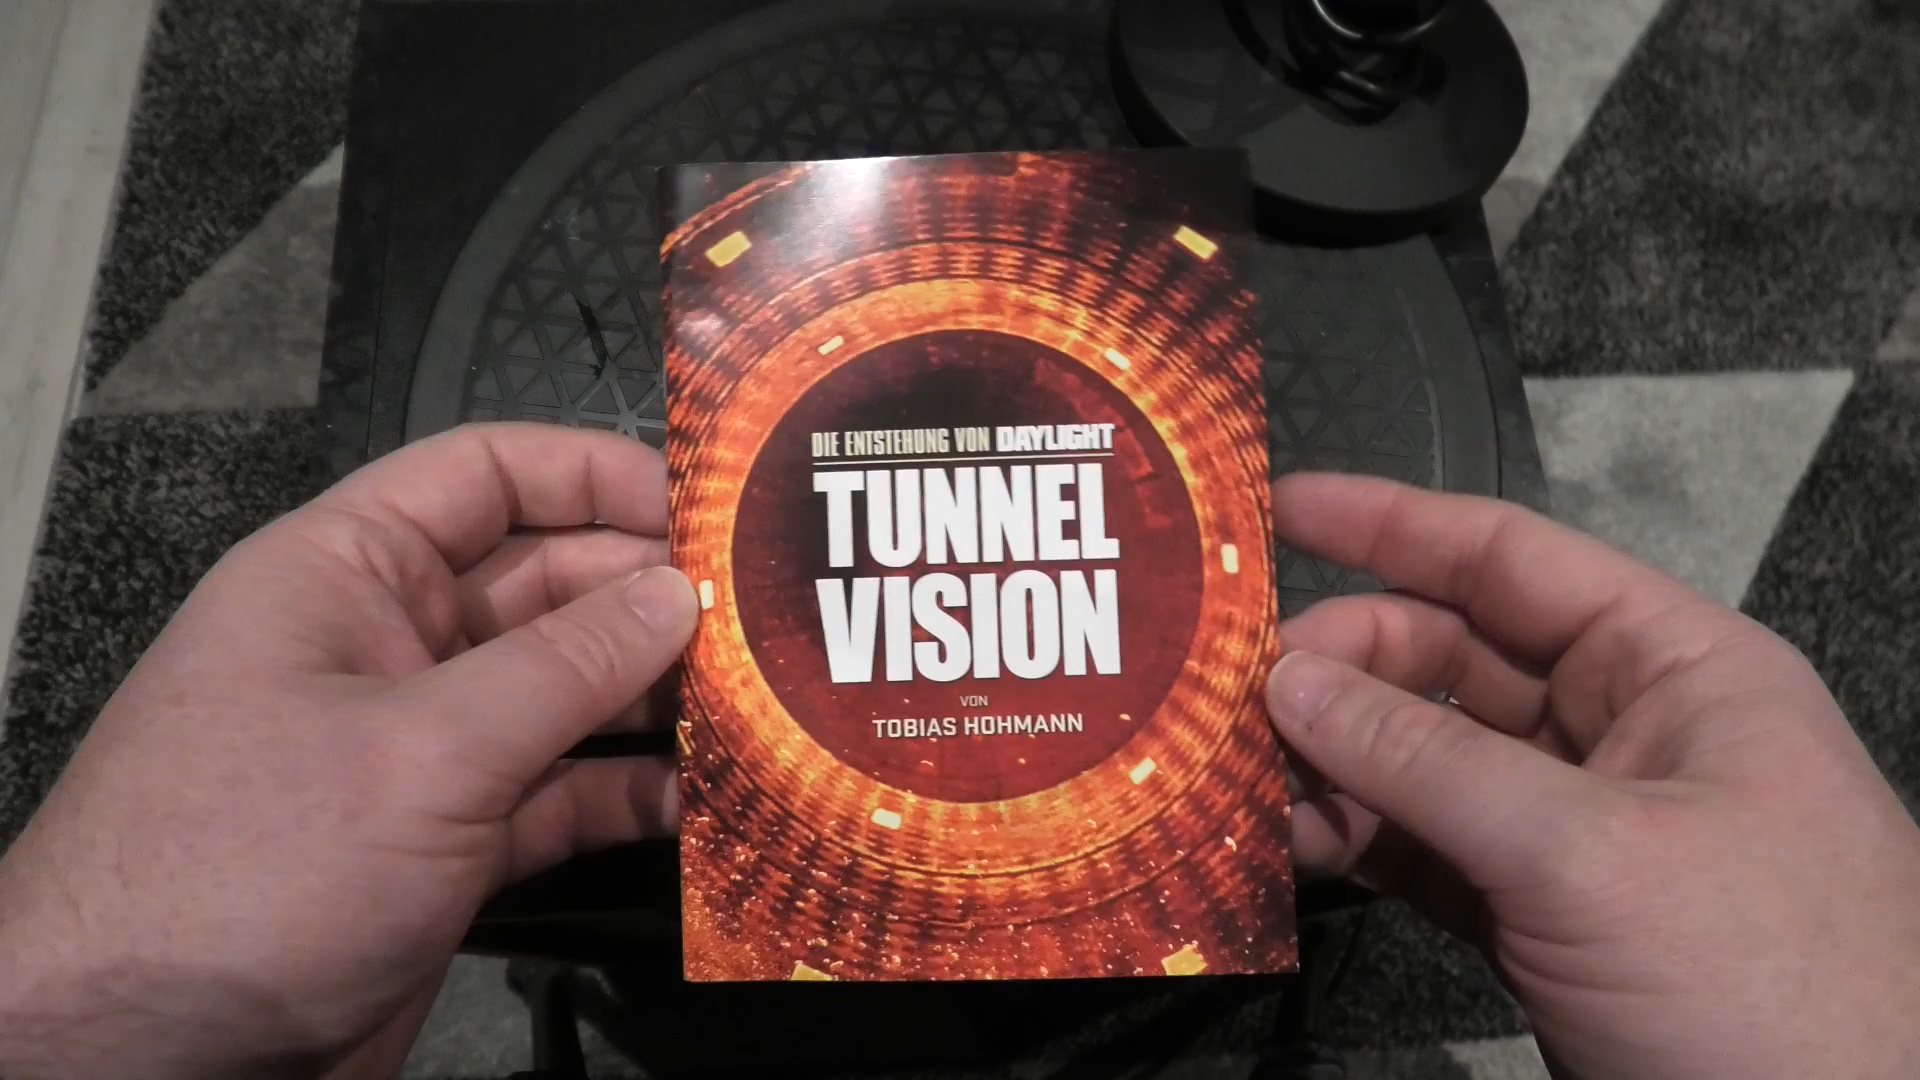 DIE ENTSTEHUNG VON DAYLIGHT
TUNNEL
VISION
VON
TOBIAS HOHMANN